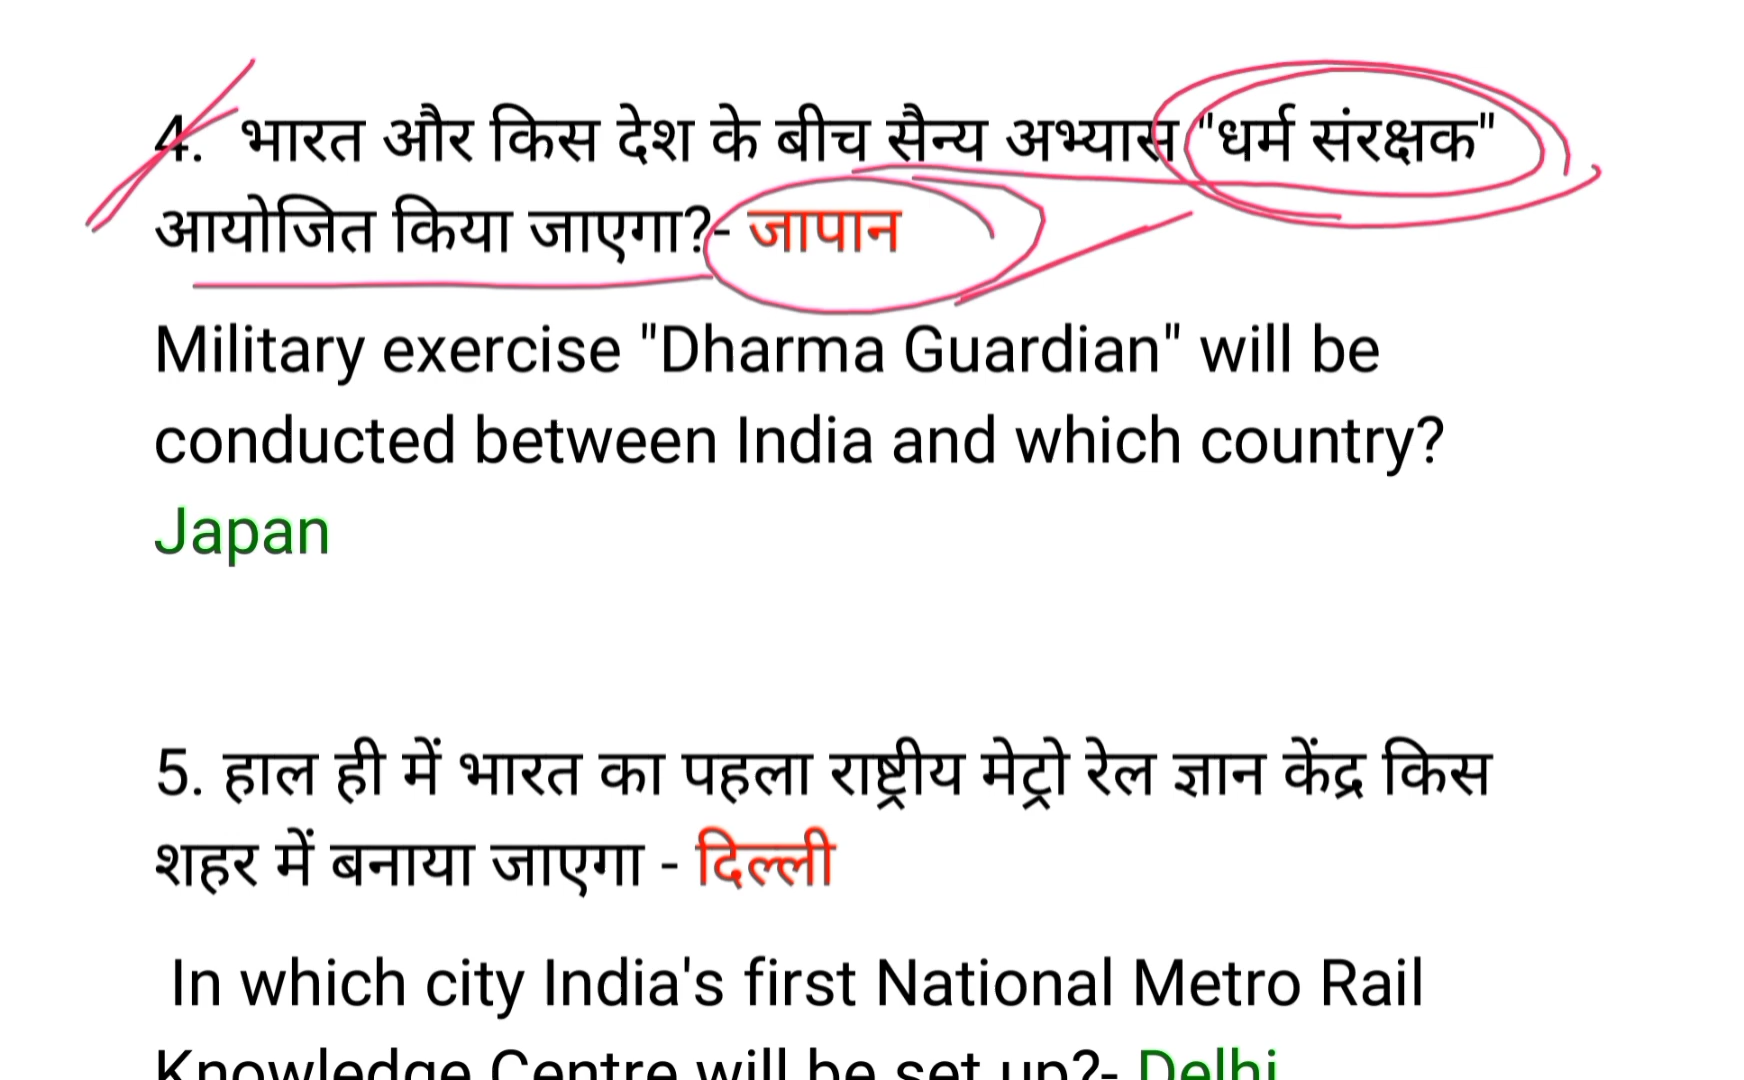 4. भारत और किस देश के बीच सैन्य अभ्यास "धर्म संरक्षक"
आयोजित किया जाएगा?- जापान
Military exercise "Dharma Guardian" will be
conducted between India and which country?
Japan
5. हाल ही में भारत का पहला राष्ट्रीय मेट्रो रेल ज्ञान केंद्र किस
शहर में बनाया जाएगा - दिल्ली
In which city India's first National Metro Rail
Knowledge Centre will be set up?- Delhi